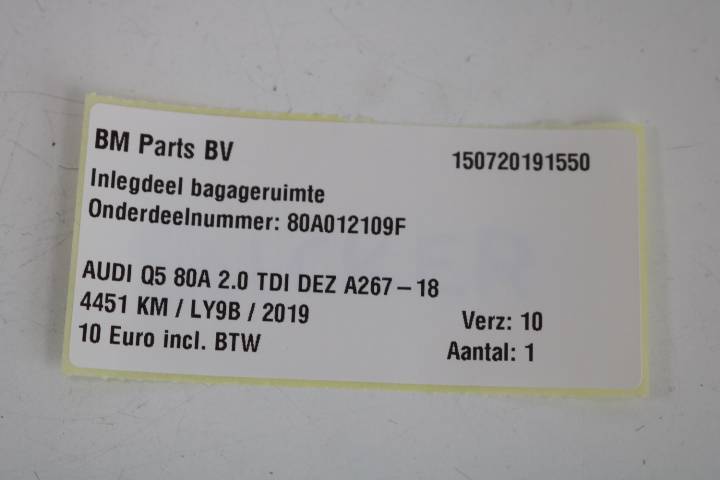 BM Parts BV 150720191550
Inlegdeel bagageruimte
Onderdeelnummer: 80A012109F
AUDI Q5 80A 2.0 TDI DEZ A267-18
4451 KM / LY9B / 2019 Verz: 10
10 Euro incl. BTW Aantal: 1